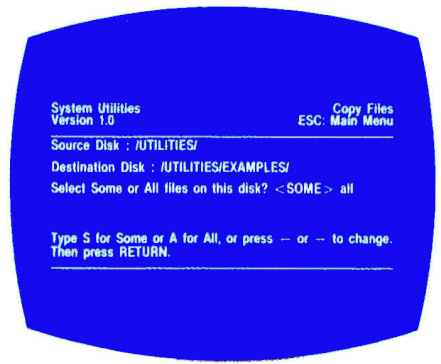 System Utilities Copy Files
Version 1.0 ESC: Main Menu
Source Disk : /UTILITIES/
Destination Disk : /UTILITIES/EXAMPLES/
Select Some or All files on this disk? <SOME> all
Type S for Some or A for All, or press — or — to change.
Then press RETURN.